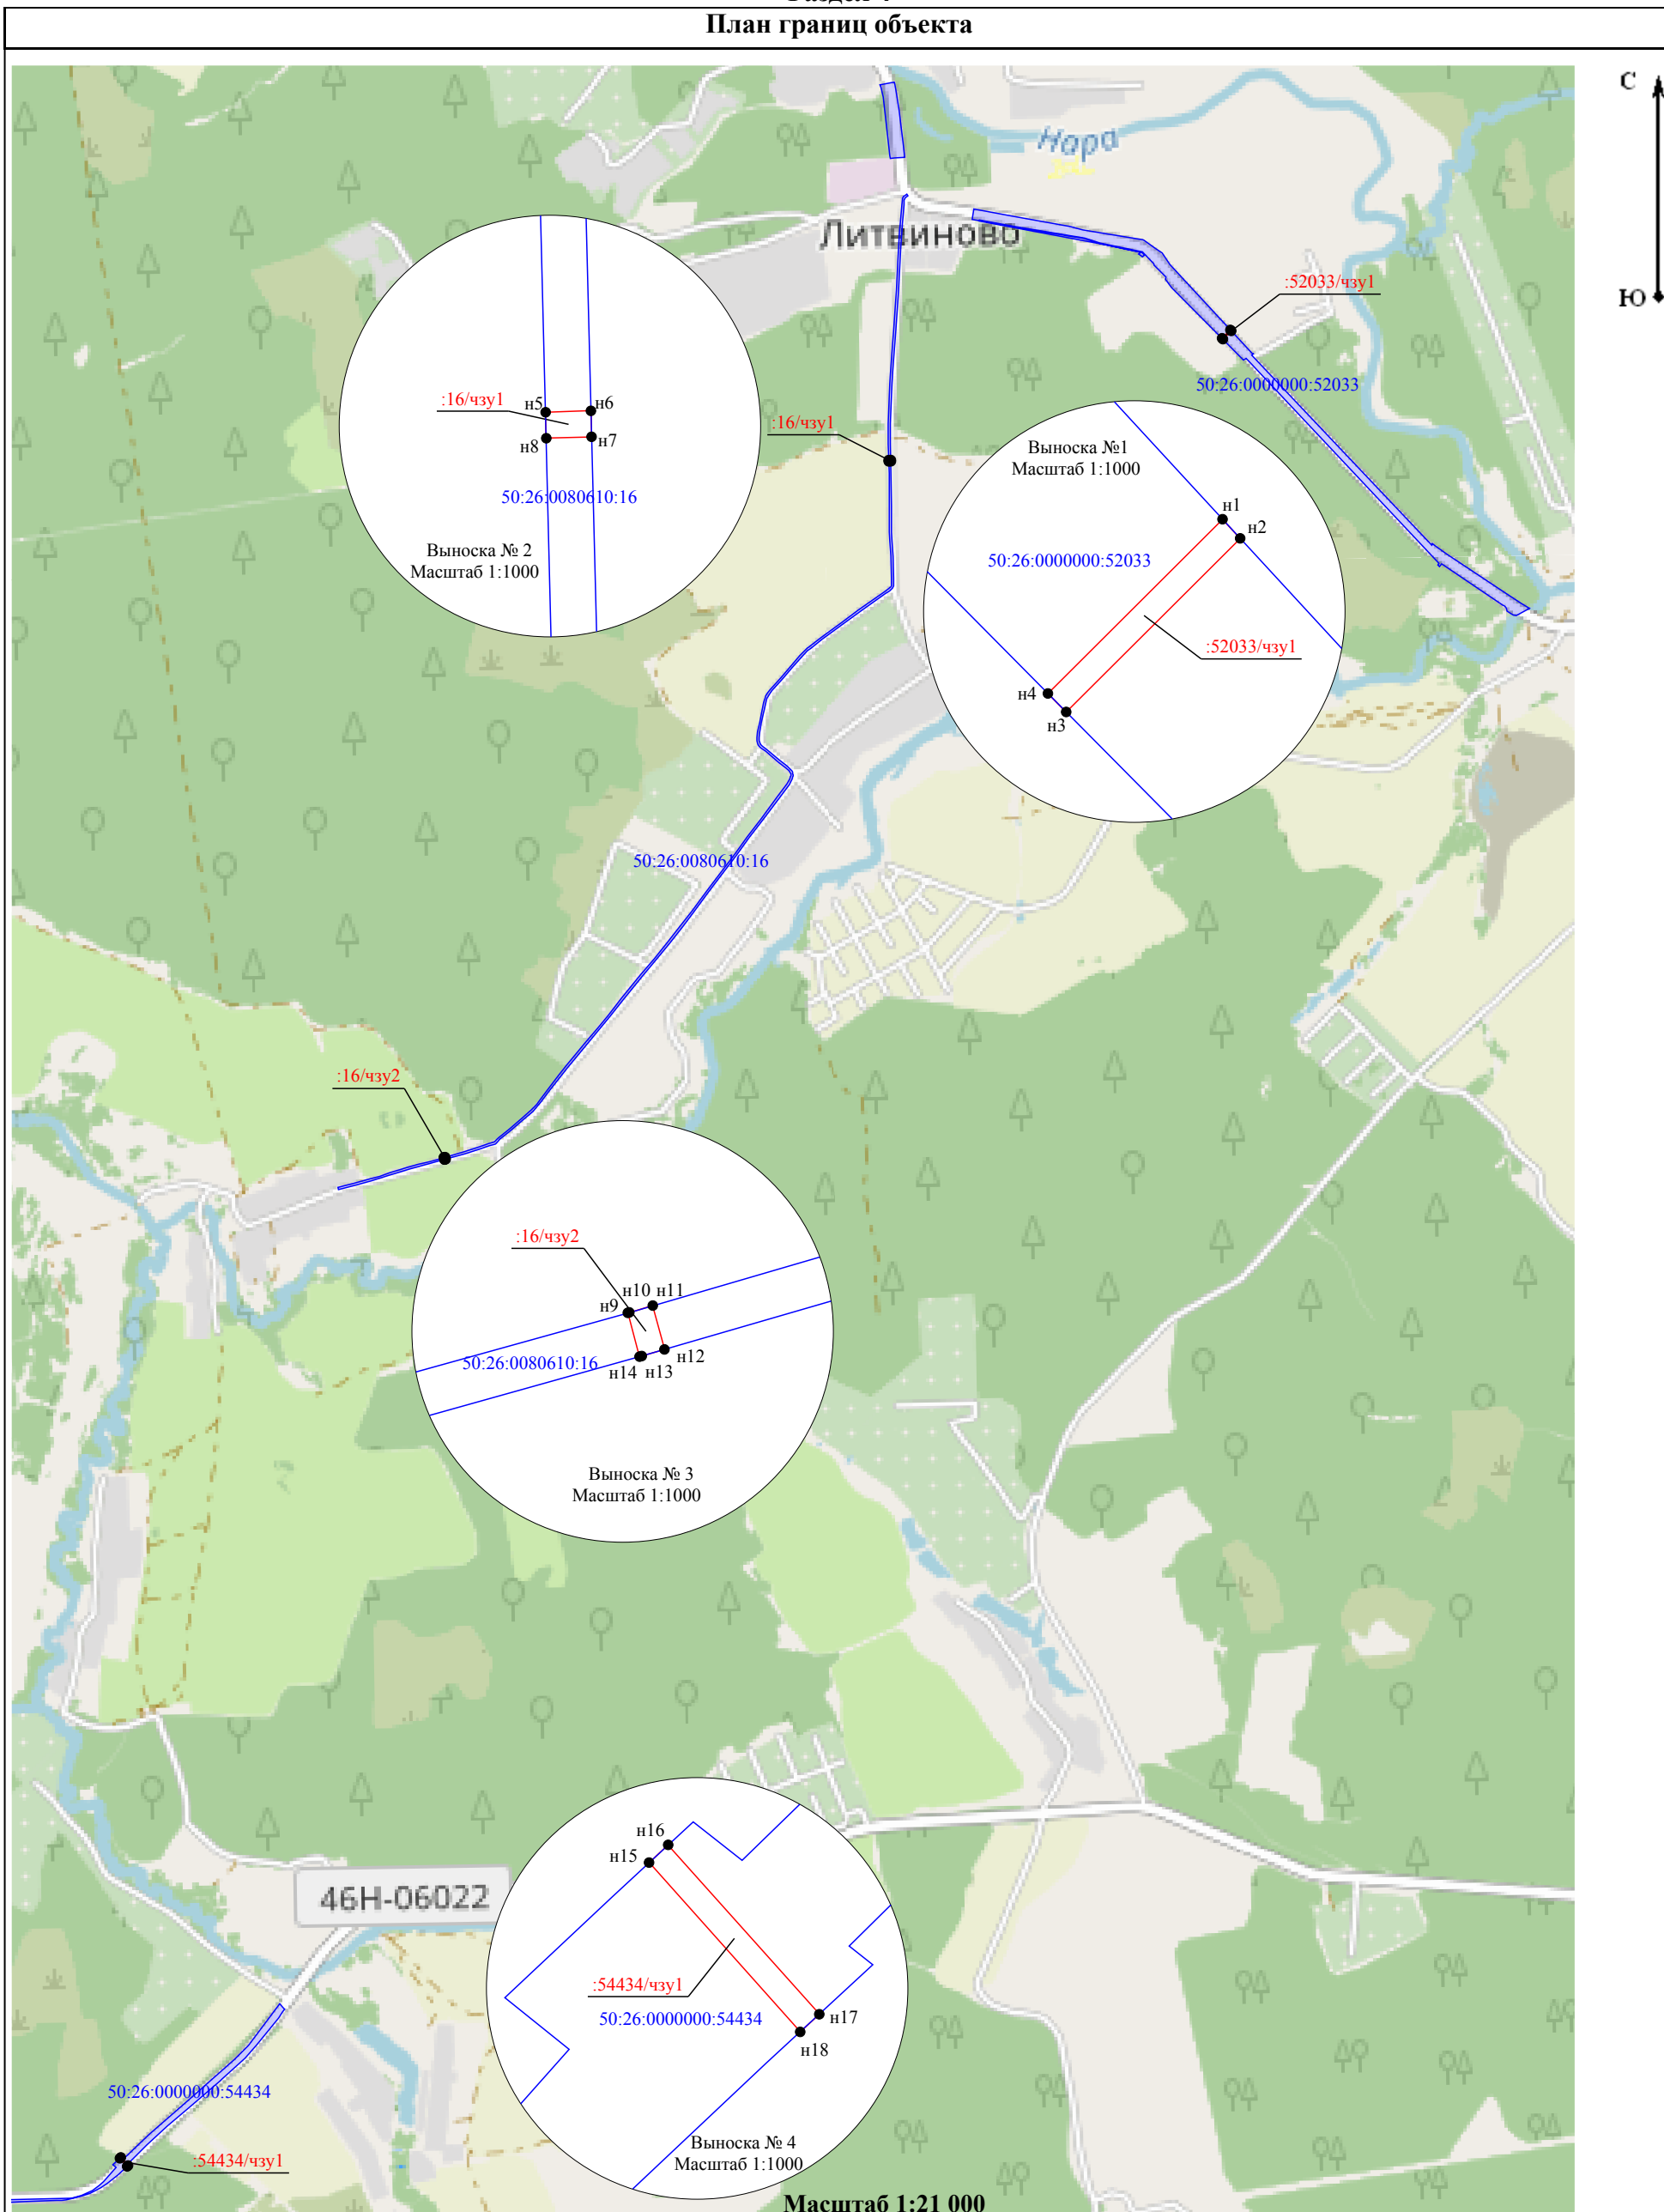 План границ объекта
С
Ю
Нара
Литвиново
:52033/чзу1
50:26:0000000:52033
:16/чзу1
н5
н6
н8
н7
50:26:0080610:16
Выноска № 2
Масштаб 1:1000
:16/чзу1
Выноска №1
Масштаб 1:1000
н1
н2
50:26:0000000:52033
:52033/чзу1
н4
н3
50:26:0080610:16
:16/чзу2
:16/чзу2
н10 н11
н9
50:26:0080610:16
н12
н14 н13
Выноска № 3
Масштаб 1:1000
н16
н15
46Н-06022
:54434/чзу1
50:26:0000000:54434
н17
н18
50:26:0000000:54434
:54434/чзу1
Выноска № 4
Масштаб 1:1000
Масштаб 1:21 000